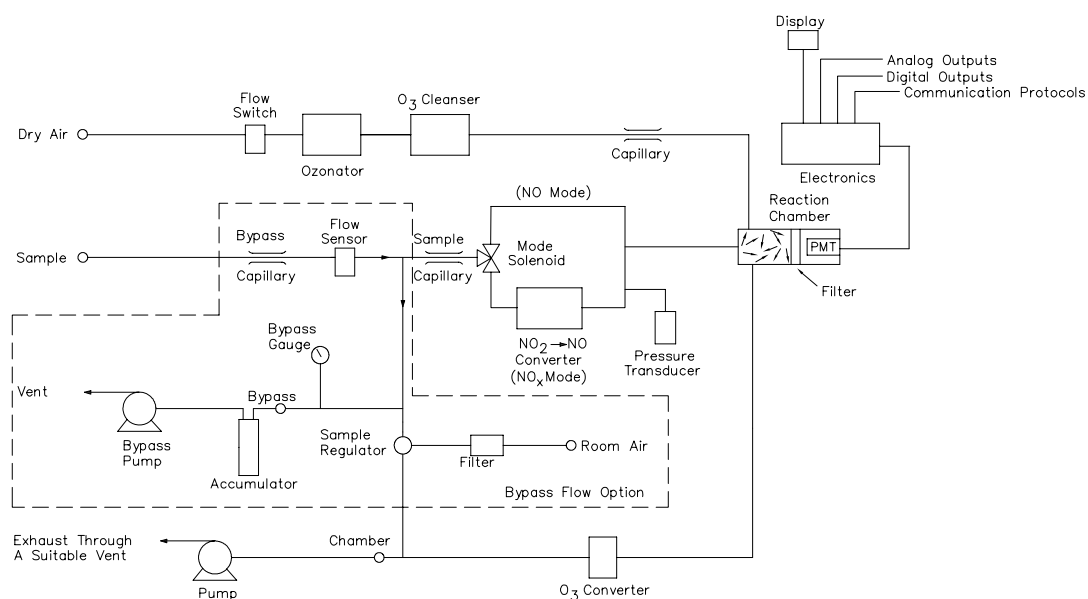 Display
Analog Outputs
Digital Outputs
Communication Protocols
Flow
Switch
O3 Cleanser
Dry Air
Ozonator
Capillary
Electronics
(NO Mode)
Reaction
Chamber
Bypass
Flow
Sensor
Sample
Mode
Solenoid
PMT
Sample
Capillary
Capillary
Filter
Bypass
Gauge
NO2 → NO
Converter
(NOx Mode)
Pressure
Transducer
Vent
Bypass
Bypass
Pump
Sample
Regulator
Filter
Room Air
Accumulator
Bypass Flow Option
Exhaust Through
A Suitable Vent
Chamber
Pump
O3 Converter